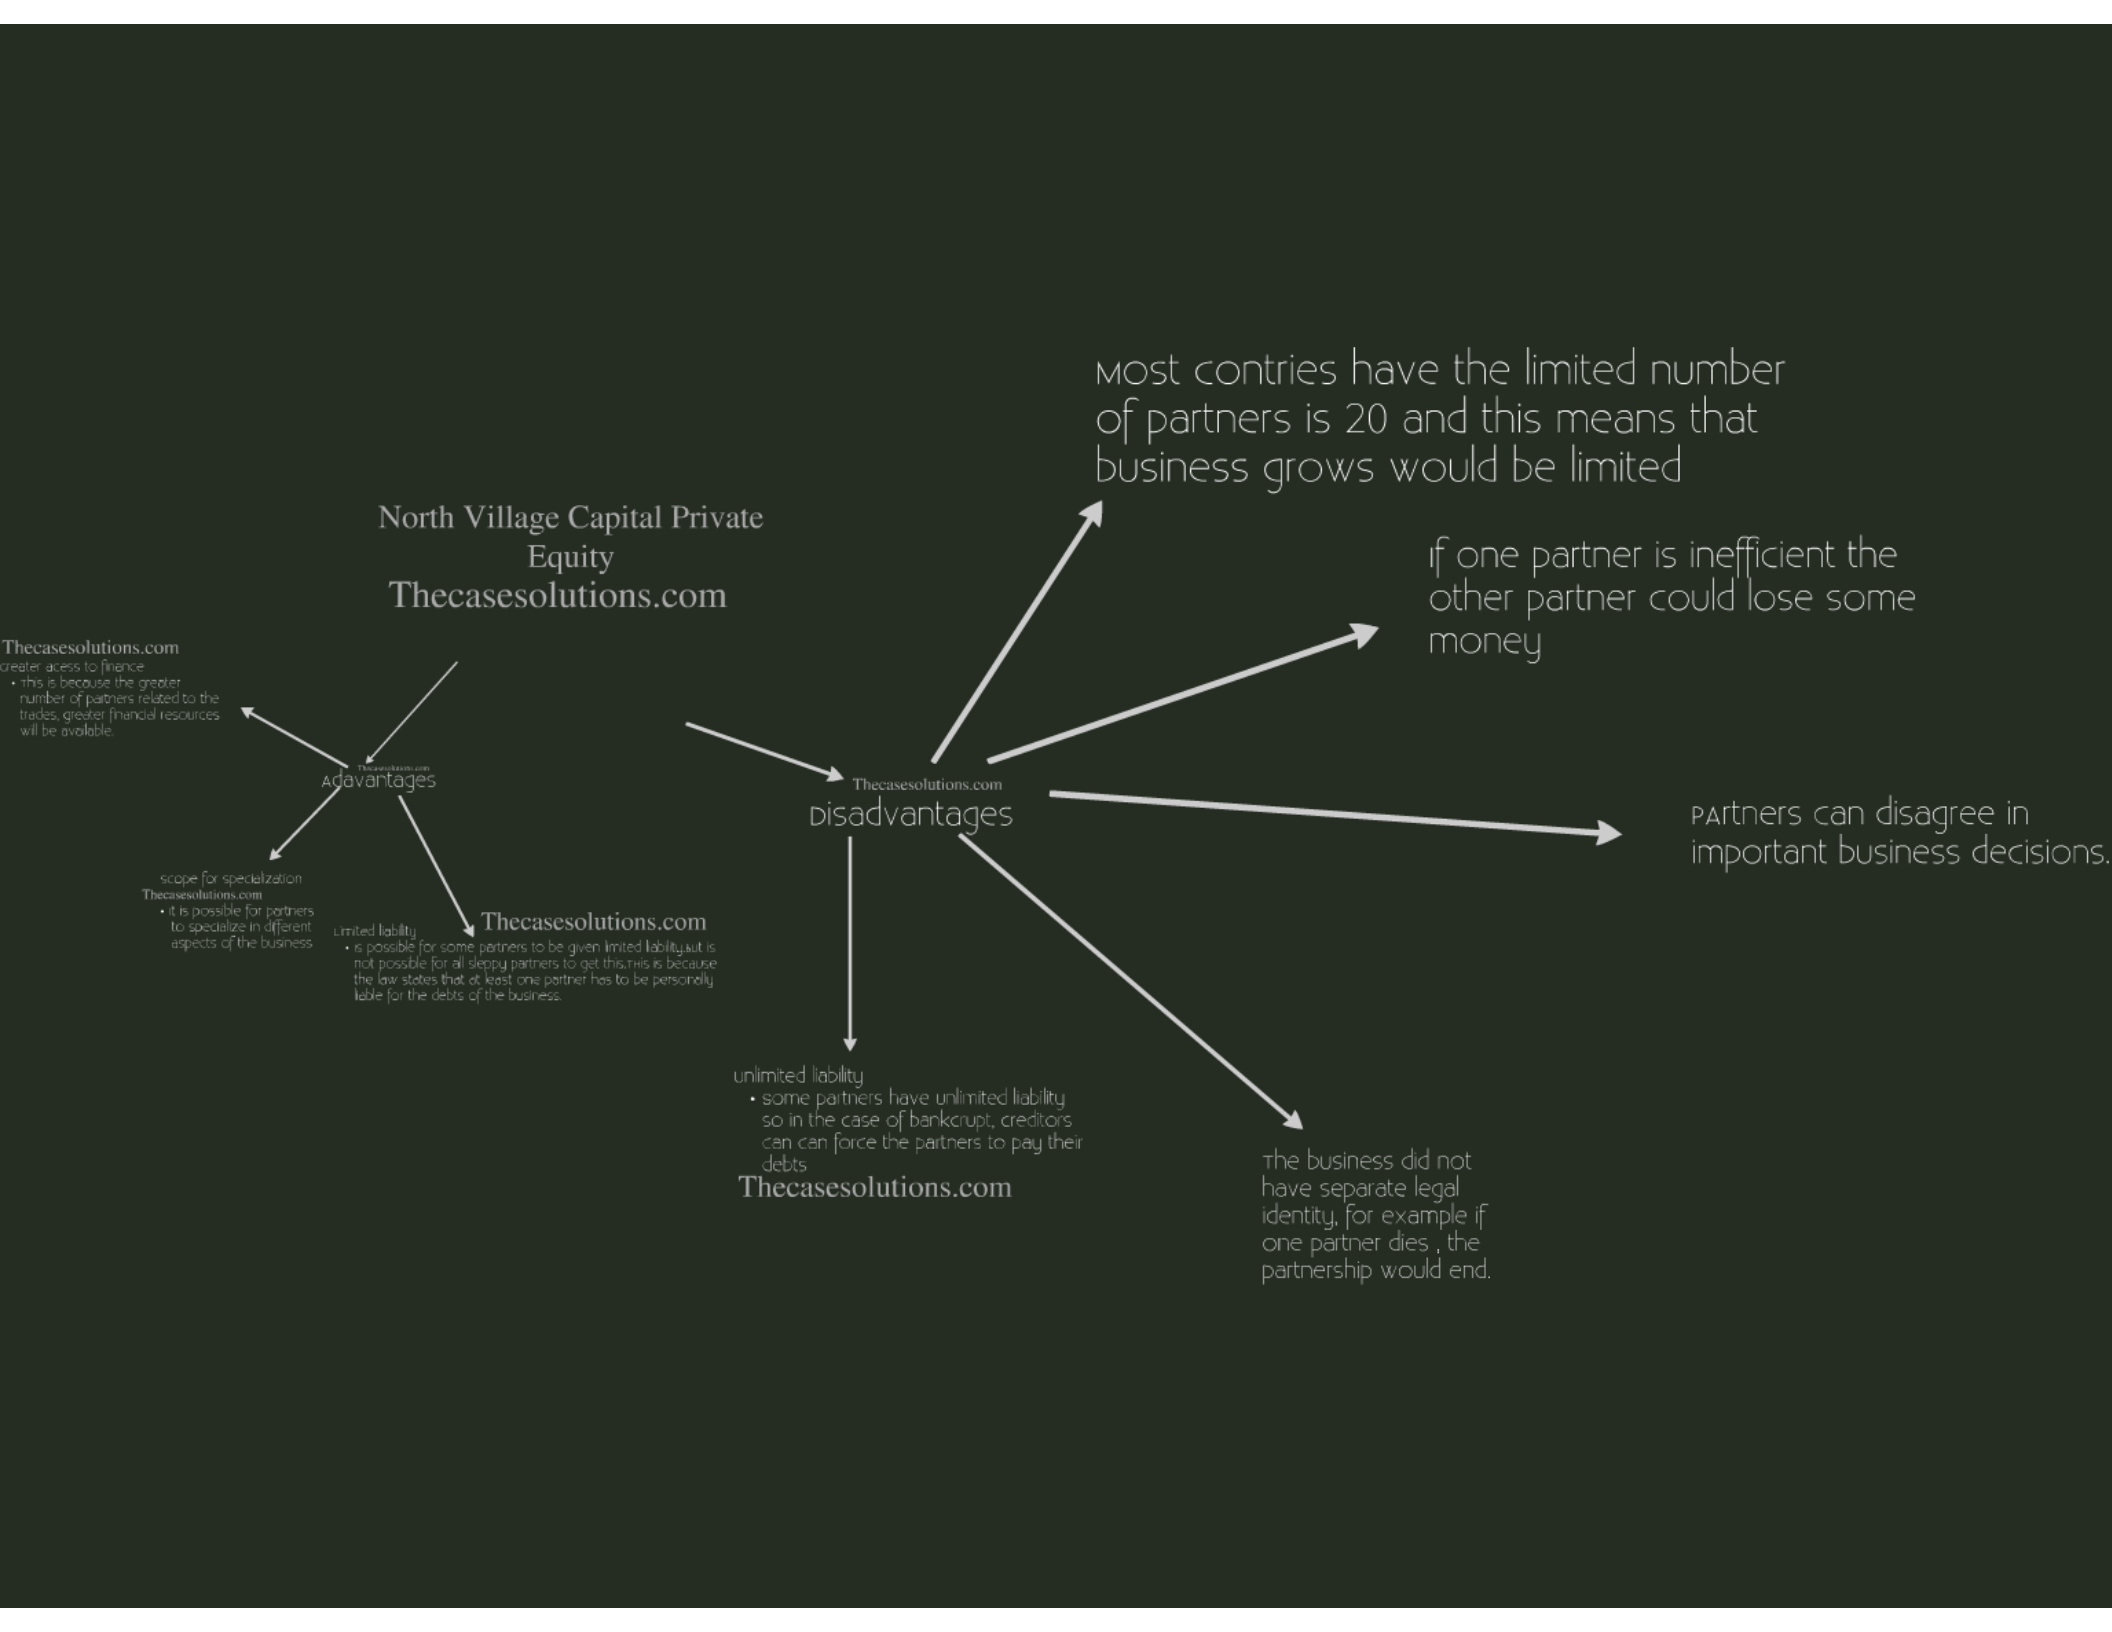 North Village Capital Private
Equity
Thecasesolutions.com
Thecasesolutions.com
Greater acess to finance
• This is because the greater
number of partners related to the
trades, greater financial resources
will be available.
Thecasesolutions.com
Adavantages
scope for specialization
Thecasesolutions.com
• it is possible for partners
to specialize in different
aspects of the business
Thecasesolutions.com
Limited liability
• is possible for some partners to be given limited liability,but is
not possible for all sleppy partners to get this.This is because
the law states that at least one partner has to be personally
liable for the debts of the business.
Thecasesolutions.com
Disadvantages
Most contries have the limited number
of partners is 20 and this means that
business grows would be limited
If one partner is inefficient the
other partner could lose some
money
PArtners can disagree in
important business decisions.
unlimited liability
• some partners have unlimited liability
so in the case of bankcrupt, creditors
can can force the partners to pay their
debts
Thecasesolutions.com
The business did not
have separate legal
identity, for example if
one partner dies , the
partnership would end.